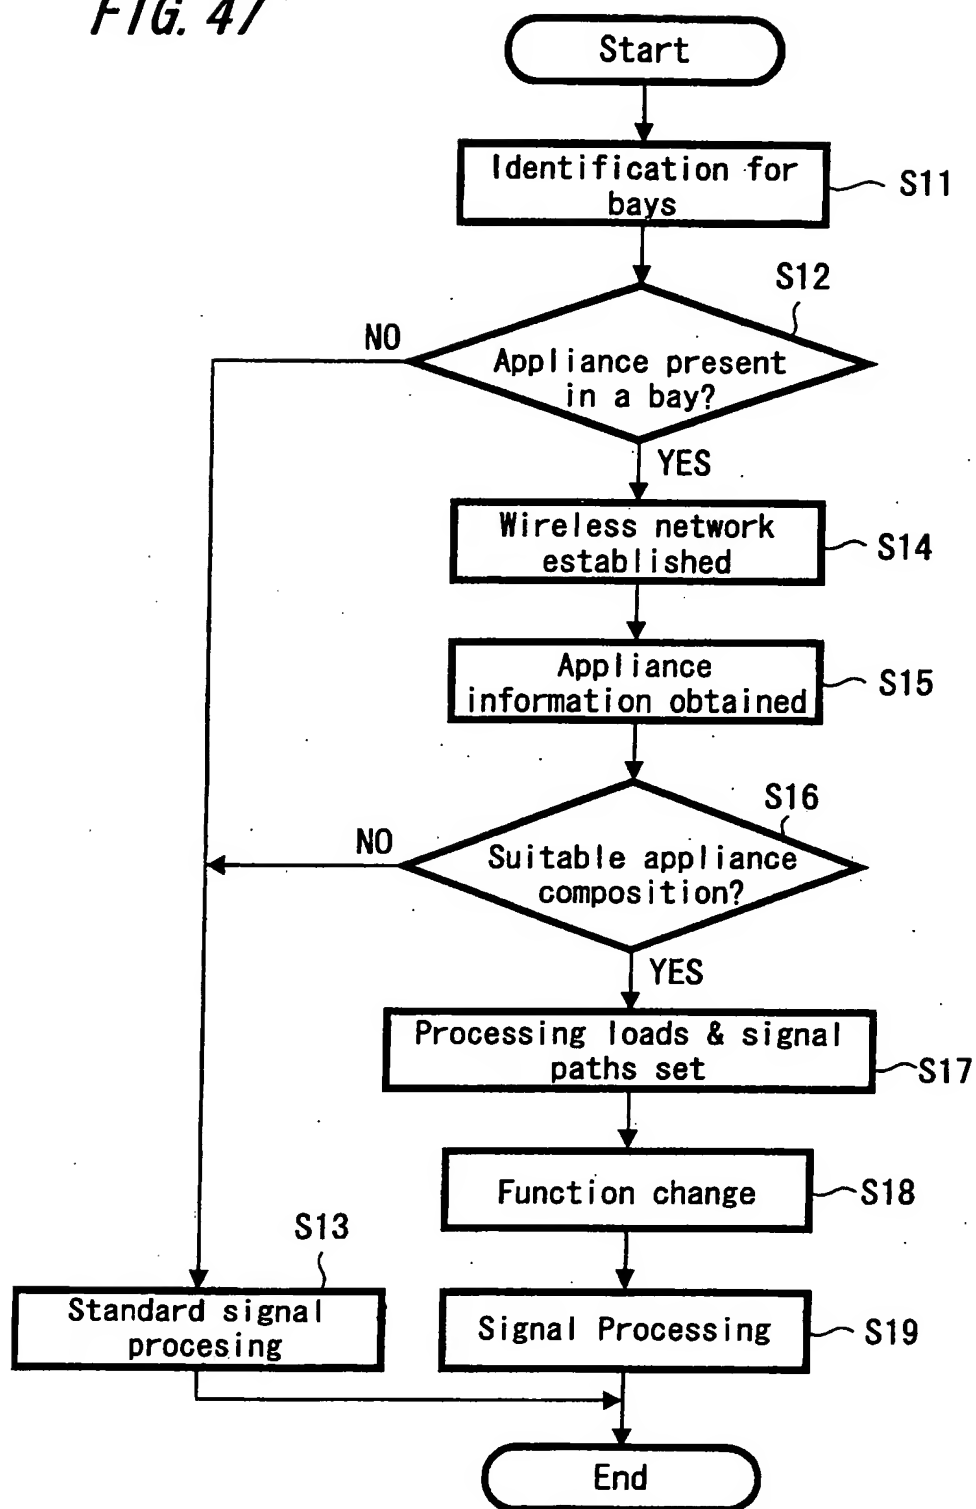 FIG. 47
Start
Identification for
bays
S11
S12
NO
Appliance present
in a bay?
YES
Wireless network
established
S14
Appliance
information obtained
S15
S16
NO
Suitable appliance
composition?
YES
Processing loads & signal
paths set
S17
Function change
S18
S13
Standard signal
procesing
Signal Processing
S19
End